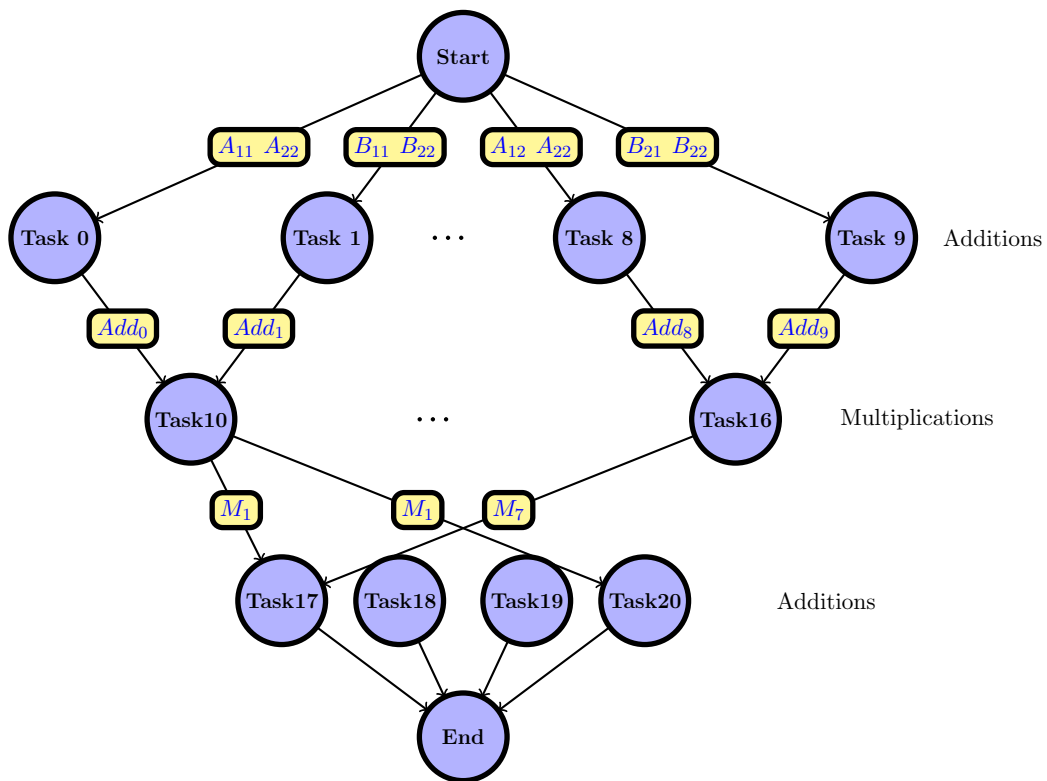 Start
A₁₁ A₂₂
B₁₁ B₂₂
A₁₂ A₂₂
B₂₁ B₂₂
Task 0
Task 1
...
Task 8
Task 9
Additions
Add₀
Add₁
Add₈
Add₉
Task10
...
Task16
Multiplications
M₁
M₁
M₇
Task17
Task18
Task19
Task20
Additions
End